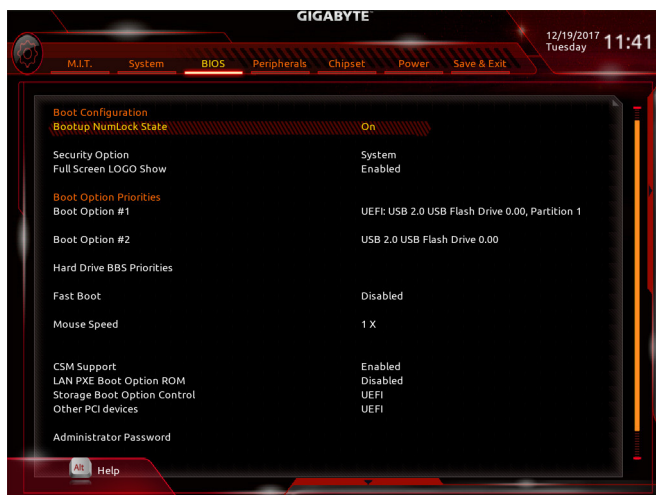 GIGABYTE™
12/19/2017 Tuesday 11:41
M.I.T. System BIOS Peripherals Chipset Power Save & Exit
Boot Configuration
Bootup NumLock State On
Security Option System
Full Screen LOGO Show Enabled
Boot Option Priorities
Boot Option #1 UEFI: USB 2.0 USB Flash Drive 0.00, Partition 1
Boot Option #2 USB 2.0 USB Flash Drive 0.00
Hard Drive BBS Priorities
Fast Boot Disabled
Mouse Speed 1 X
CSM Support Enabled
LAN PXE Boot Option ROM Disabled
Storage Boot Option Control UEFI
Other PCI devices UEFI
Administrator Password
Alt Help